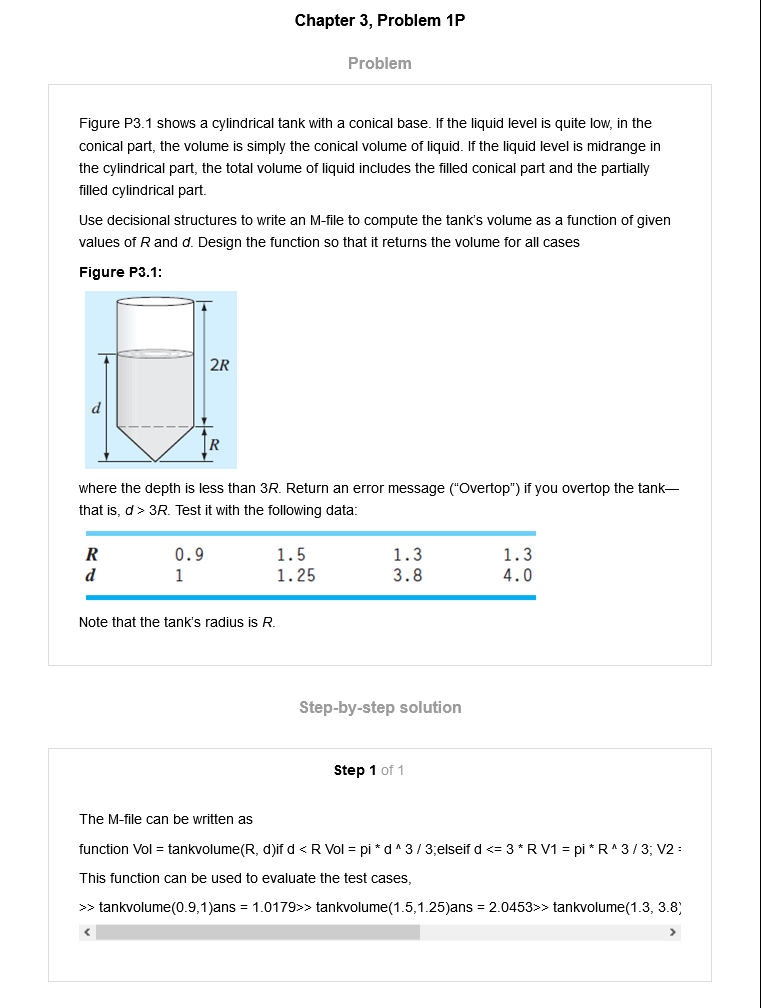 Chapter 3, Problem 1P
Problem
Figure P3.1 shows a cylindrical tank with a conical base. If the liquid level is quite low, in the
conical part, the volume is simply the conical volume of liquid. If the liquid level is midrange in
the cylindrical part, the total volume of liquid includes the filled conical part and the partially
filled cylindrical part.
Use decisional structures to write an M-file to compute the tank's volume as a function of given
values of R and d. Design the function so that it returns the volume for all cases
Figure P3.1:
2R
d
R
where the depth is less than 3R. Return an error message ("Overtop") if you overtop the tank—
that is, d > 3R. Test it with the following data:
R 0.9 1.5 1.3 1.3
d 1 1.25 3.8 4.0
Note that the tank's radius is R.
Step-by-step solution
Step 1 of 1
The M-file can be written as
function Vol = tankvolume(R, d)if d < R Vol = pi * d ^ 3 / 3;elseif d <= 3 * R V1 = pi * R ^ 3 / 3; V2 =
This function can be used to evaluate the test cases,
>> tankvolume(0.9,1)ans = 1.0179>> tankvolume(1.5,1.25)ans = 2.0453>> tankvolume(1.3, 3.8)